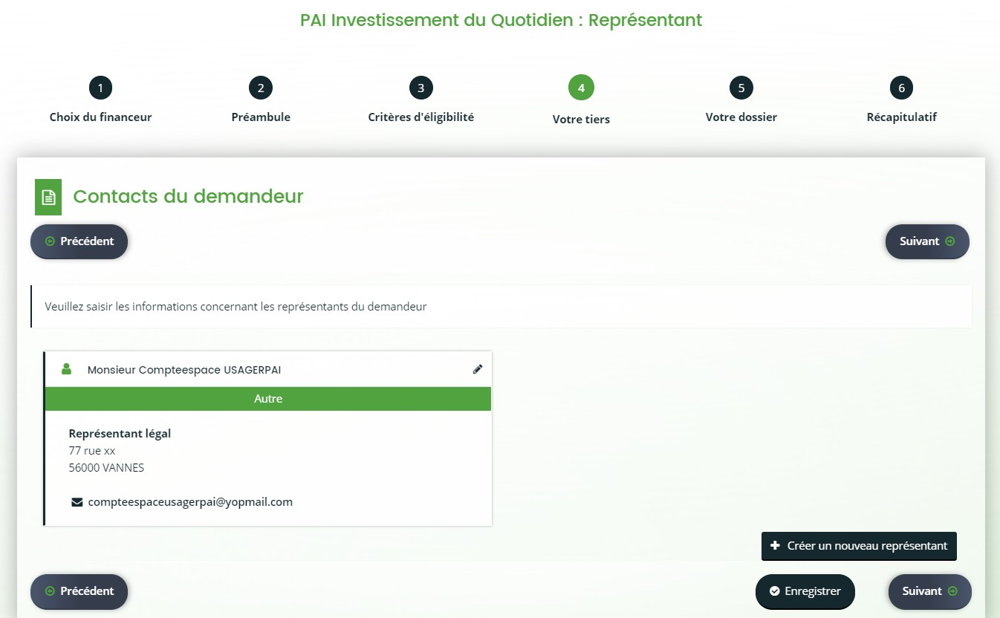 PAI Investissement du Quotidien : Représentant
1 2 3 4 5 6
Choix du financeur Préambule Critères d'éligibilité Votre tiers Votre dossier Récapitulatif
Contacts du demandeur
Précédent Suivant
Veuillez saisir les informations concernant les représentants du demandeur
Monsieur Compteespace USAGERPAI
Autre
Représentant légal
77 rue xx
56000 VANNES
compteespaceusagerpai@yopmail.com
Créer un nouveau représentant
Précédent Enregistrer Suivant